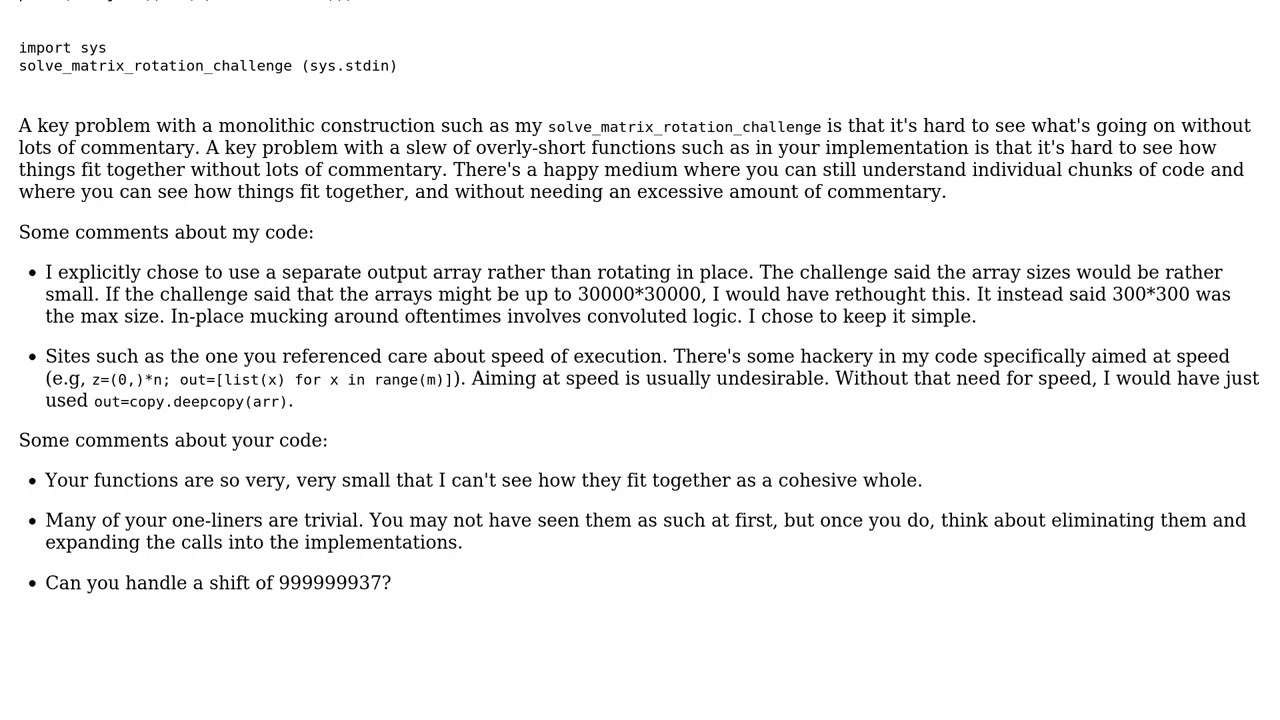 import sys
solve_matrix_rotation_challenge (sys.stdin)
A key problem with a monolithic construction such as my solve_matrix_rotation_challenge is that it's hard to see what's going on without
lots of commentary. A key problem with a slew of overly-short functions such as in your implementation is that it's hard to see how
things fit together without lots of commentary. There's a happy medium where you can still understand individual chunks of code and
where you can see how things fit together, and without needing an excessive amount of commentary.
Some comments about my code:
• I explicitly chose to use a separate output array rather than rotating in place. The challenge said the array sizes would be rather
small. If the challenge said that the arrays might be up to 30000*30000, I would have rethought this. It instead said 300*300 was
the max size. In-place mucking around oftentimes involves convoluted logic. I chose to keep it simple.
• Sites such as the one you referenced care about speed of execution. There's some hackery in my code specifically aimed at speed
(e.g, z=(0,)*n; out=[list(x) for x in range(m)]). Aiming at speed is usually undesirable. Without that need for speed, I would have just
used out=copy.deepcopy(arr).
Some comments about your code:
• Your functions are so very, very small that I can't see how they fit together as a cohesive whole.
• Many of your one-liners are trivial. You may not have seen them as such at first, but once you do, think about eliminating them and
expanding the calls into the implementations.
• Can you handle a shift of 999999937?